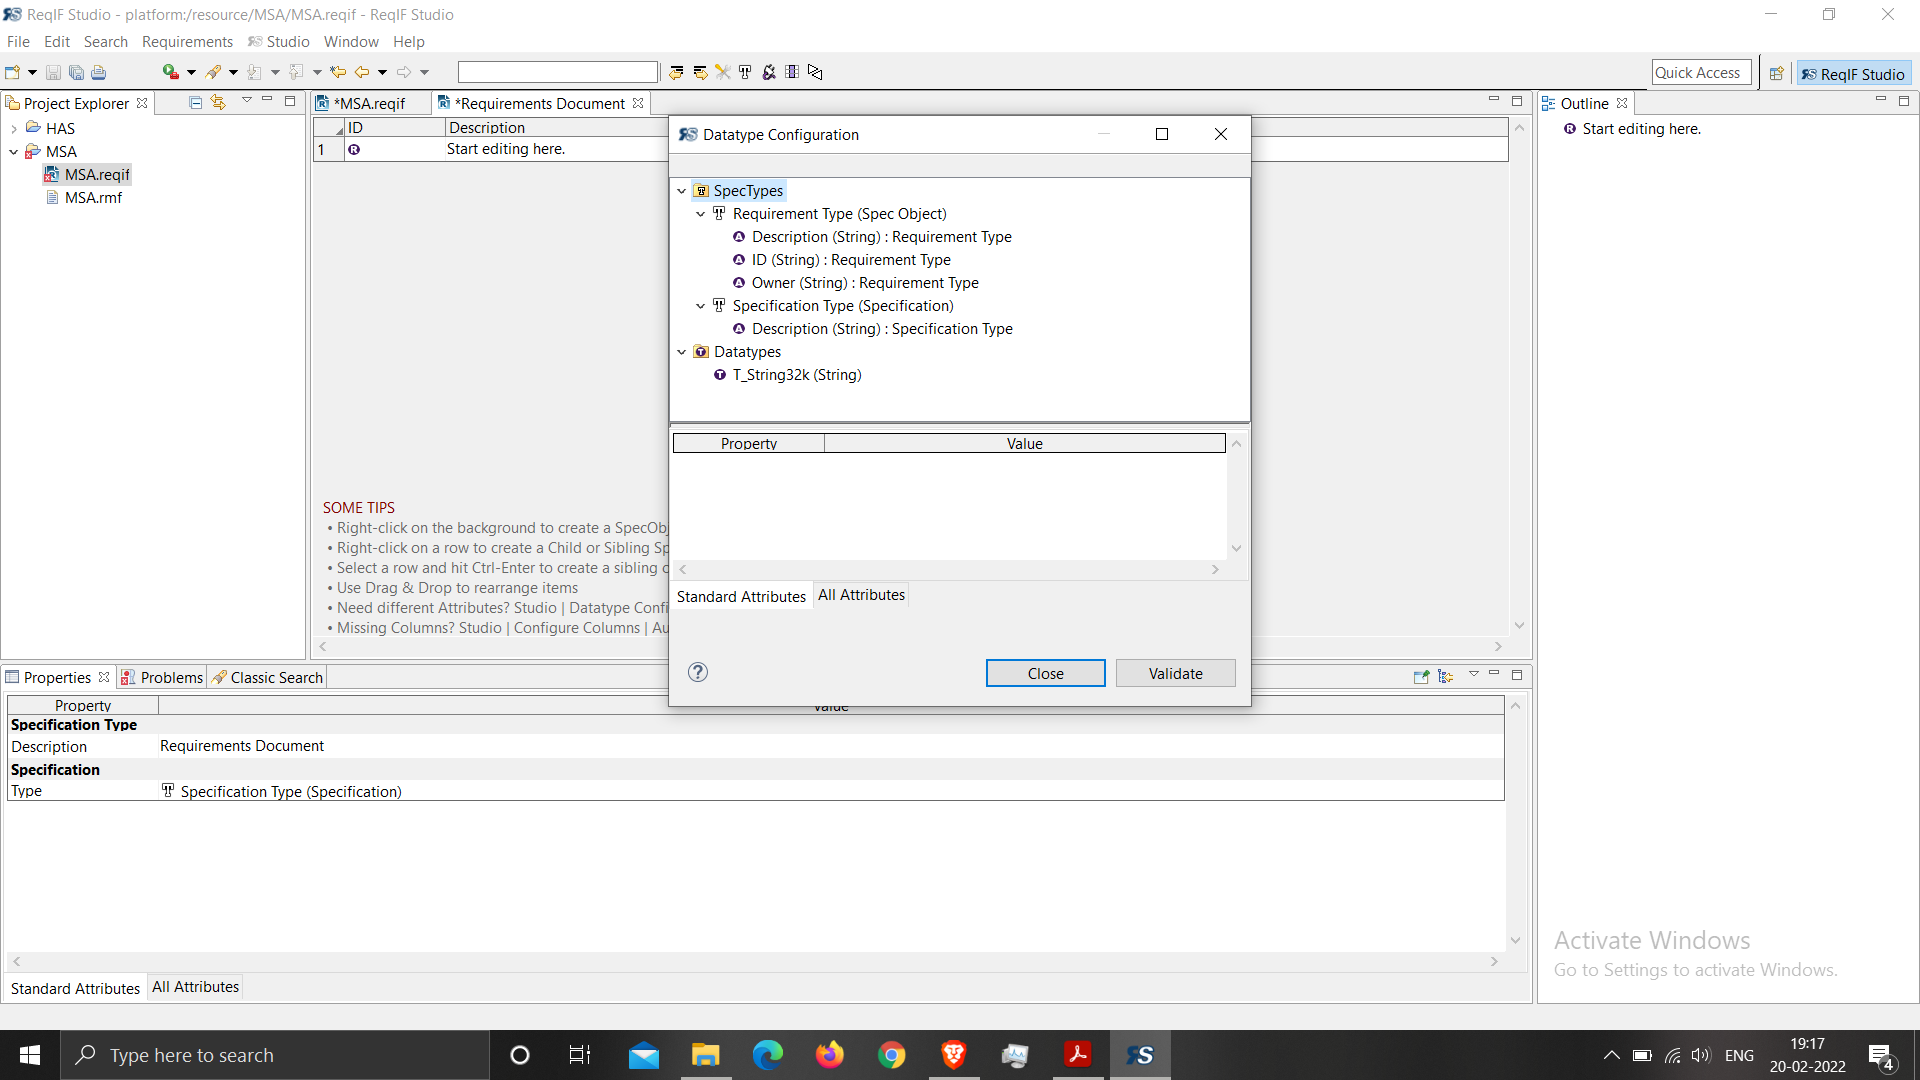 ReqIF Studio - platform:/resource/MSA/MSA.reqif - ReqIF Studio
File Edit Search Requirements Studio Window Help
Quick Access ReqIF Studio
Project Explorer
HAS
MSA
MSA.reqif
MSA.rmf
*MSA.reqif *Requirements Document
ID Description
1 Start editing here.
SOME TIPS
• Right-click on the background to create a SpecOb
• Right-click on a row to create a Child or Sibling Sp
• Select a row and hit Ctrl-Enter to create a sibling
• Use Drag & Drop to rearrange items
• Need different Attributes? Studio | Datatype Confi
• Missing Columns? Studio | Configure Columns | Au
Datatype Configuration
SpecTypes
Requirement Type (Spec Object)
Description (String) : Requirement Type
ID (String) : Requirement Type
Owner (String) : Requirement Type
Specification Type (Specification)
Description (String) : Specification Type
Datatypes
T_String32k (String)
Property Value
Standard Attributes All Attributes
Close Validate
Outline
Start editing here.
Properties Problems Classic Search
Property Value
Specification Type
Description Requirements Document
Specification
Type Specification Type (Specification)
Standard Attributes All Attributes
Activate Windows
Go to Settings to activate Windows.
Type here to search
ENG
19:17
20-02-2022
4